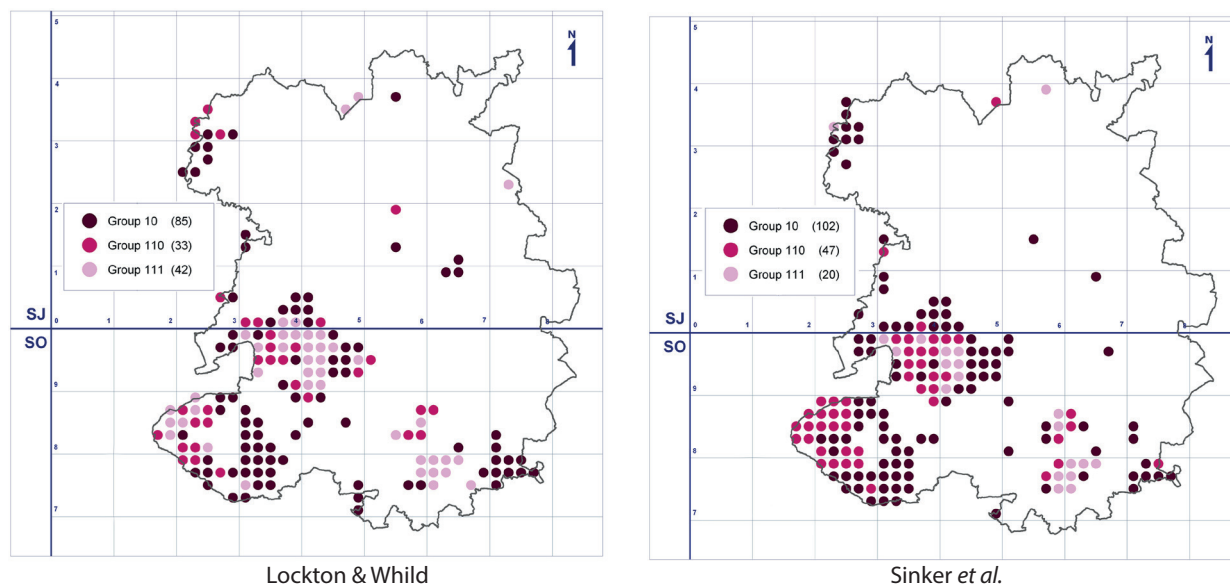 5
N
4
3
2
Group 10 (85)
Group 110 (33)
Group 111 (42)
1
SJ
2 0 3 4 5 6 7 8
SO
9
8
7
Lockton & Whild
5
N
4
3
2
Group 10 (102)
Group 110 (47)
Group 111 (20)
1
SJ
2 0 3 4 5 6 7 8
SO
9
8
7
Sinker et al.